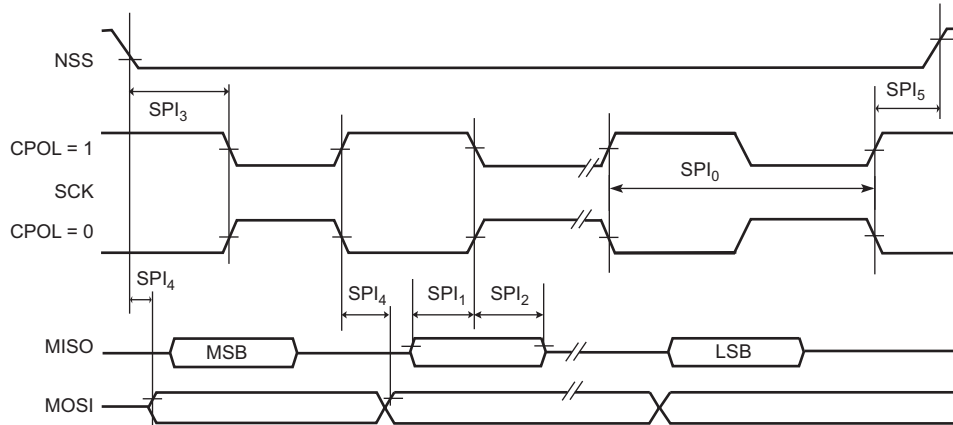 NSS
SPI3
SPI5
CPOL = 1
SCK
SPI0
CPOL = 0
SPI4
SPI4
SPI1
SPI2
MISO
MSB
LSB
MOSI